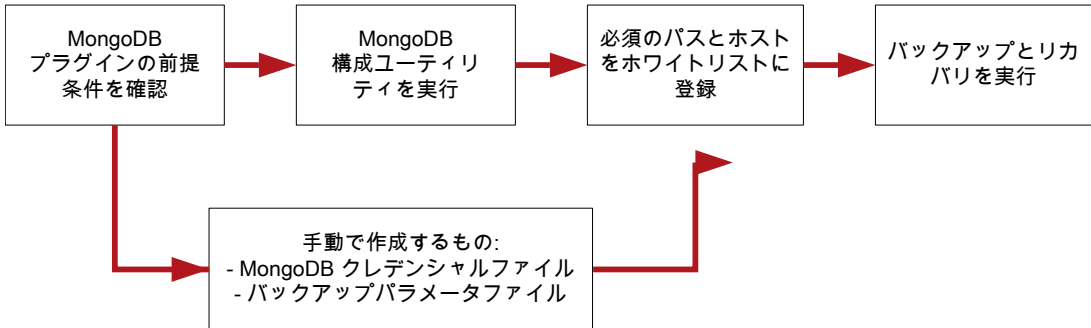 MongoDB
プラグインの前提
条件を確認
MongoDB
構成ユーティリ
ティを実行
必須のパスとホスト
をホワイトリストに
登録
バックアップとリカ
バリを実行
手動で作成するもの:
- MongoDB クレデンシャルファイル
- バックアップパラメータファイル